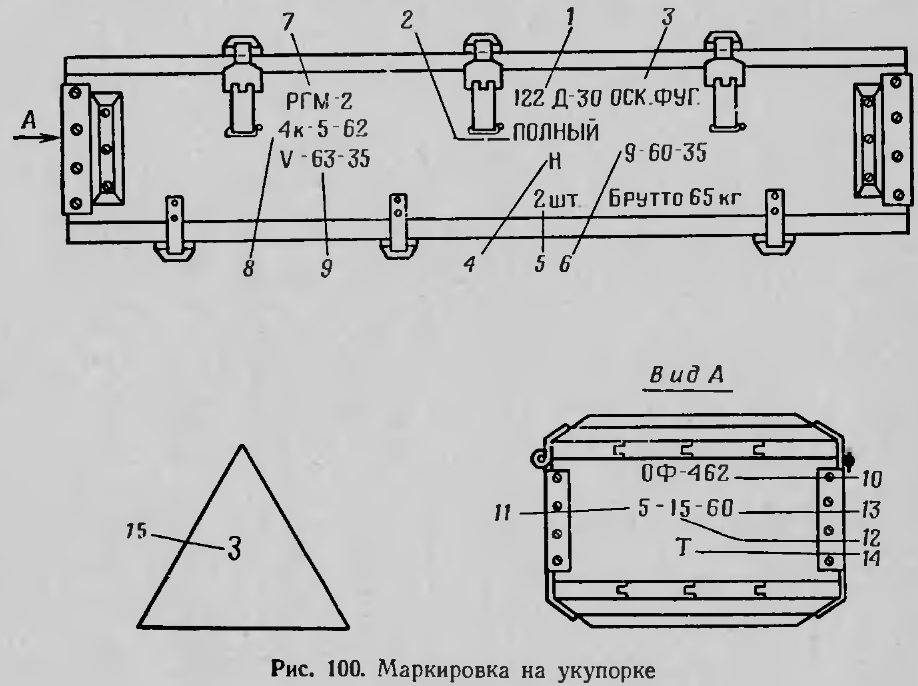 7 2 1 3
122 Д-30 ОСК.ФУГ.
РГМ-2
А
4к-5-62 ПОЛНЫЙ
V-63-35 Н 9-60-35
2 шт. Брутто 65 кг
8 9 4 5 6
Вид А
ОФ-462 10
11 5-15-60 13
15 3
Т 12
14
Рис. 100. Маркировка на укупорке